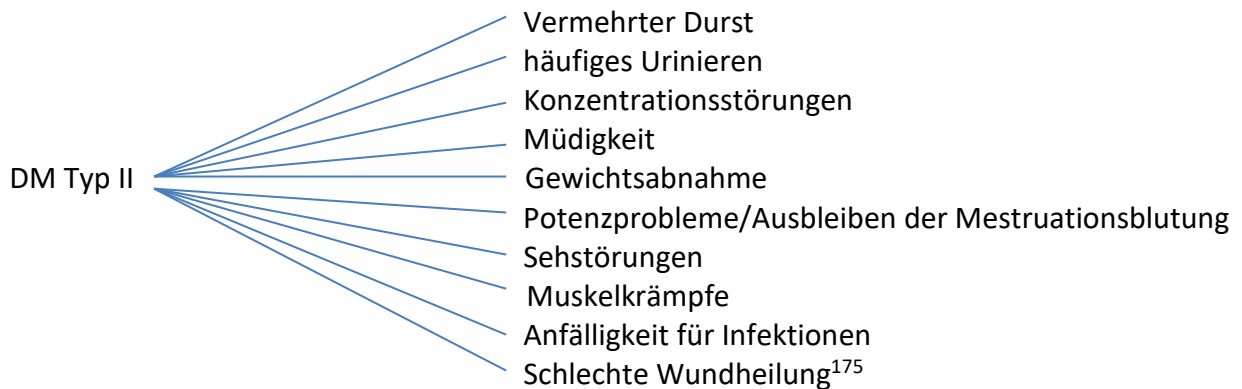 Vermehrter Durst
häufiges Urinieren
Konzentrationsstörungen
Müdigkeit
DM Typ II
Gewichtsabnahme
Potenzprobleme/Ausbleiben der Mestruationsblutung
Sehstörungen
Muskelkrämpfe
Anfälligkeit für Infektionen
Schlechte Wundheilung175